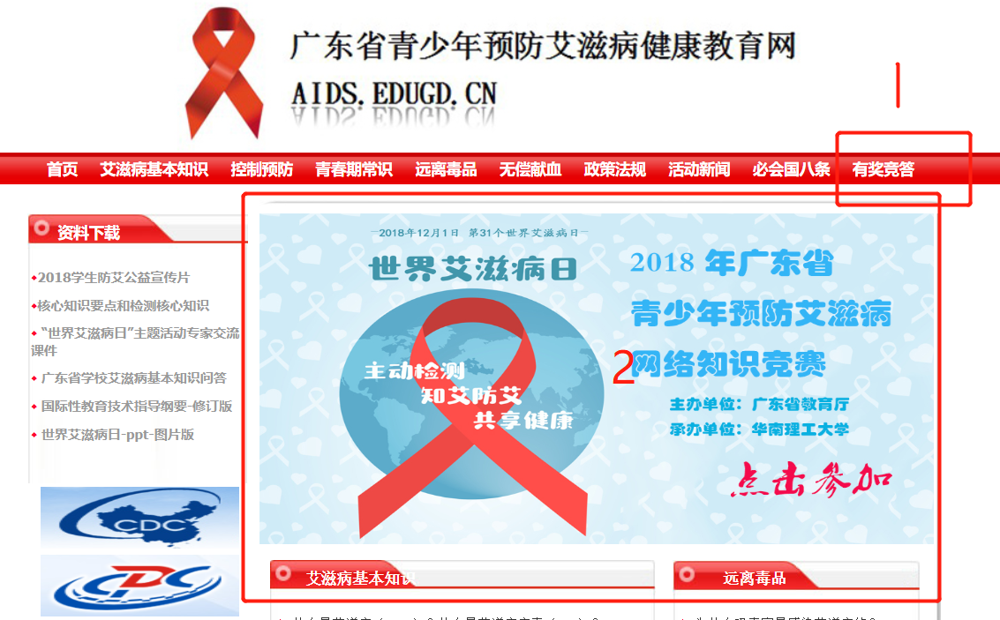 广东省青少年预防艾滋病健康教育网
AIDS.EDUGD.CN
首页 艾滋病基本知识 控制预防 青春期常识 远离毒品 无偿献血 政策法规 活动新闻 必会国八条 有奖竞答
资料下载
2018学生防艾公益宣传片
核心知识要点和检测核心知识
“世界艾滋病日”主题活动专家交流
课件
广东省学校艾滋病基本知识问答
国际性教育技术指导纲要-修订版
世界艾滋病日-ppt-图片版
CDC
2018年12月1日 第31个世界艾滋病日
世界艾滋病日
主动检测
知艾防艾
共享健康
2018 年广东省
青少年预防艾滋病
2
网络知识竞赛
主办单位：广东省教育厅
承办单位：华南理工大学
点击参加
艾滋病基本知识
远离毒品